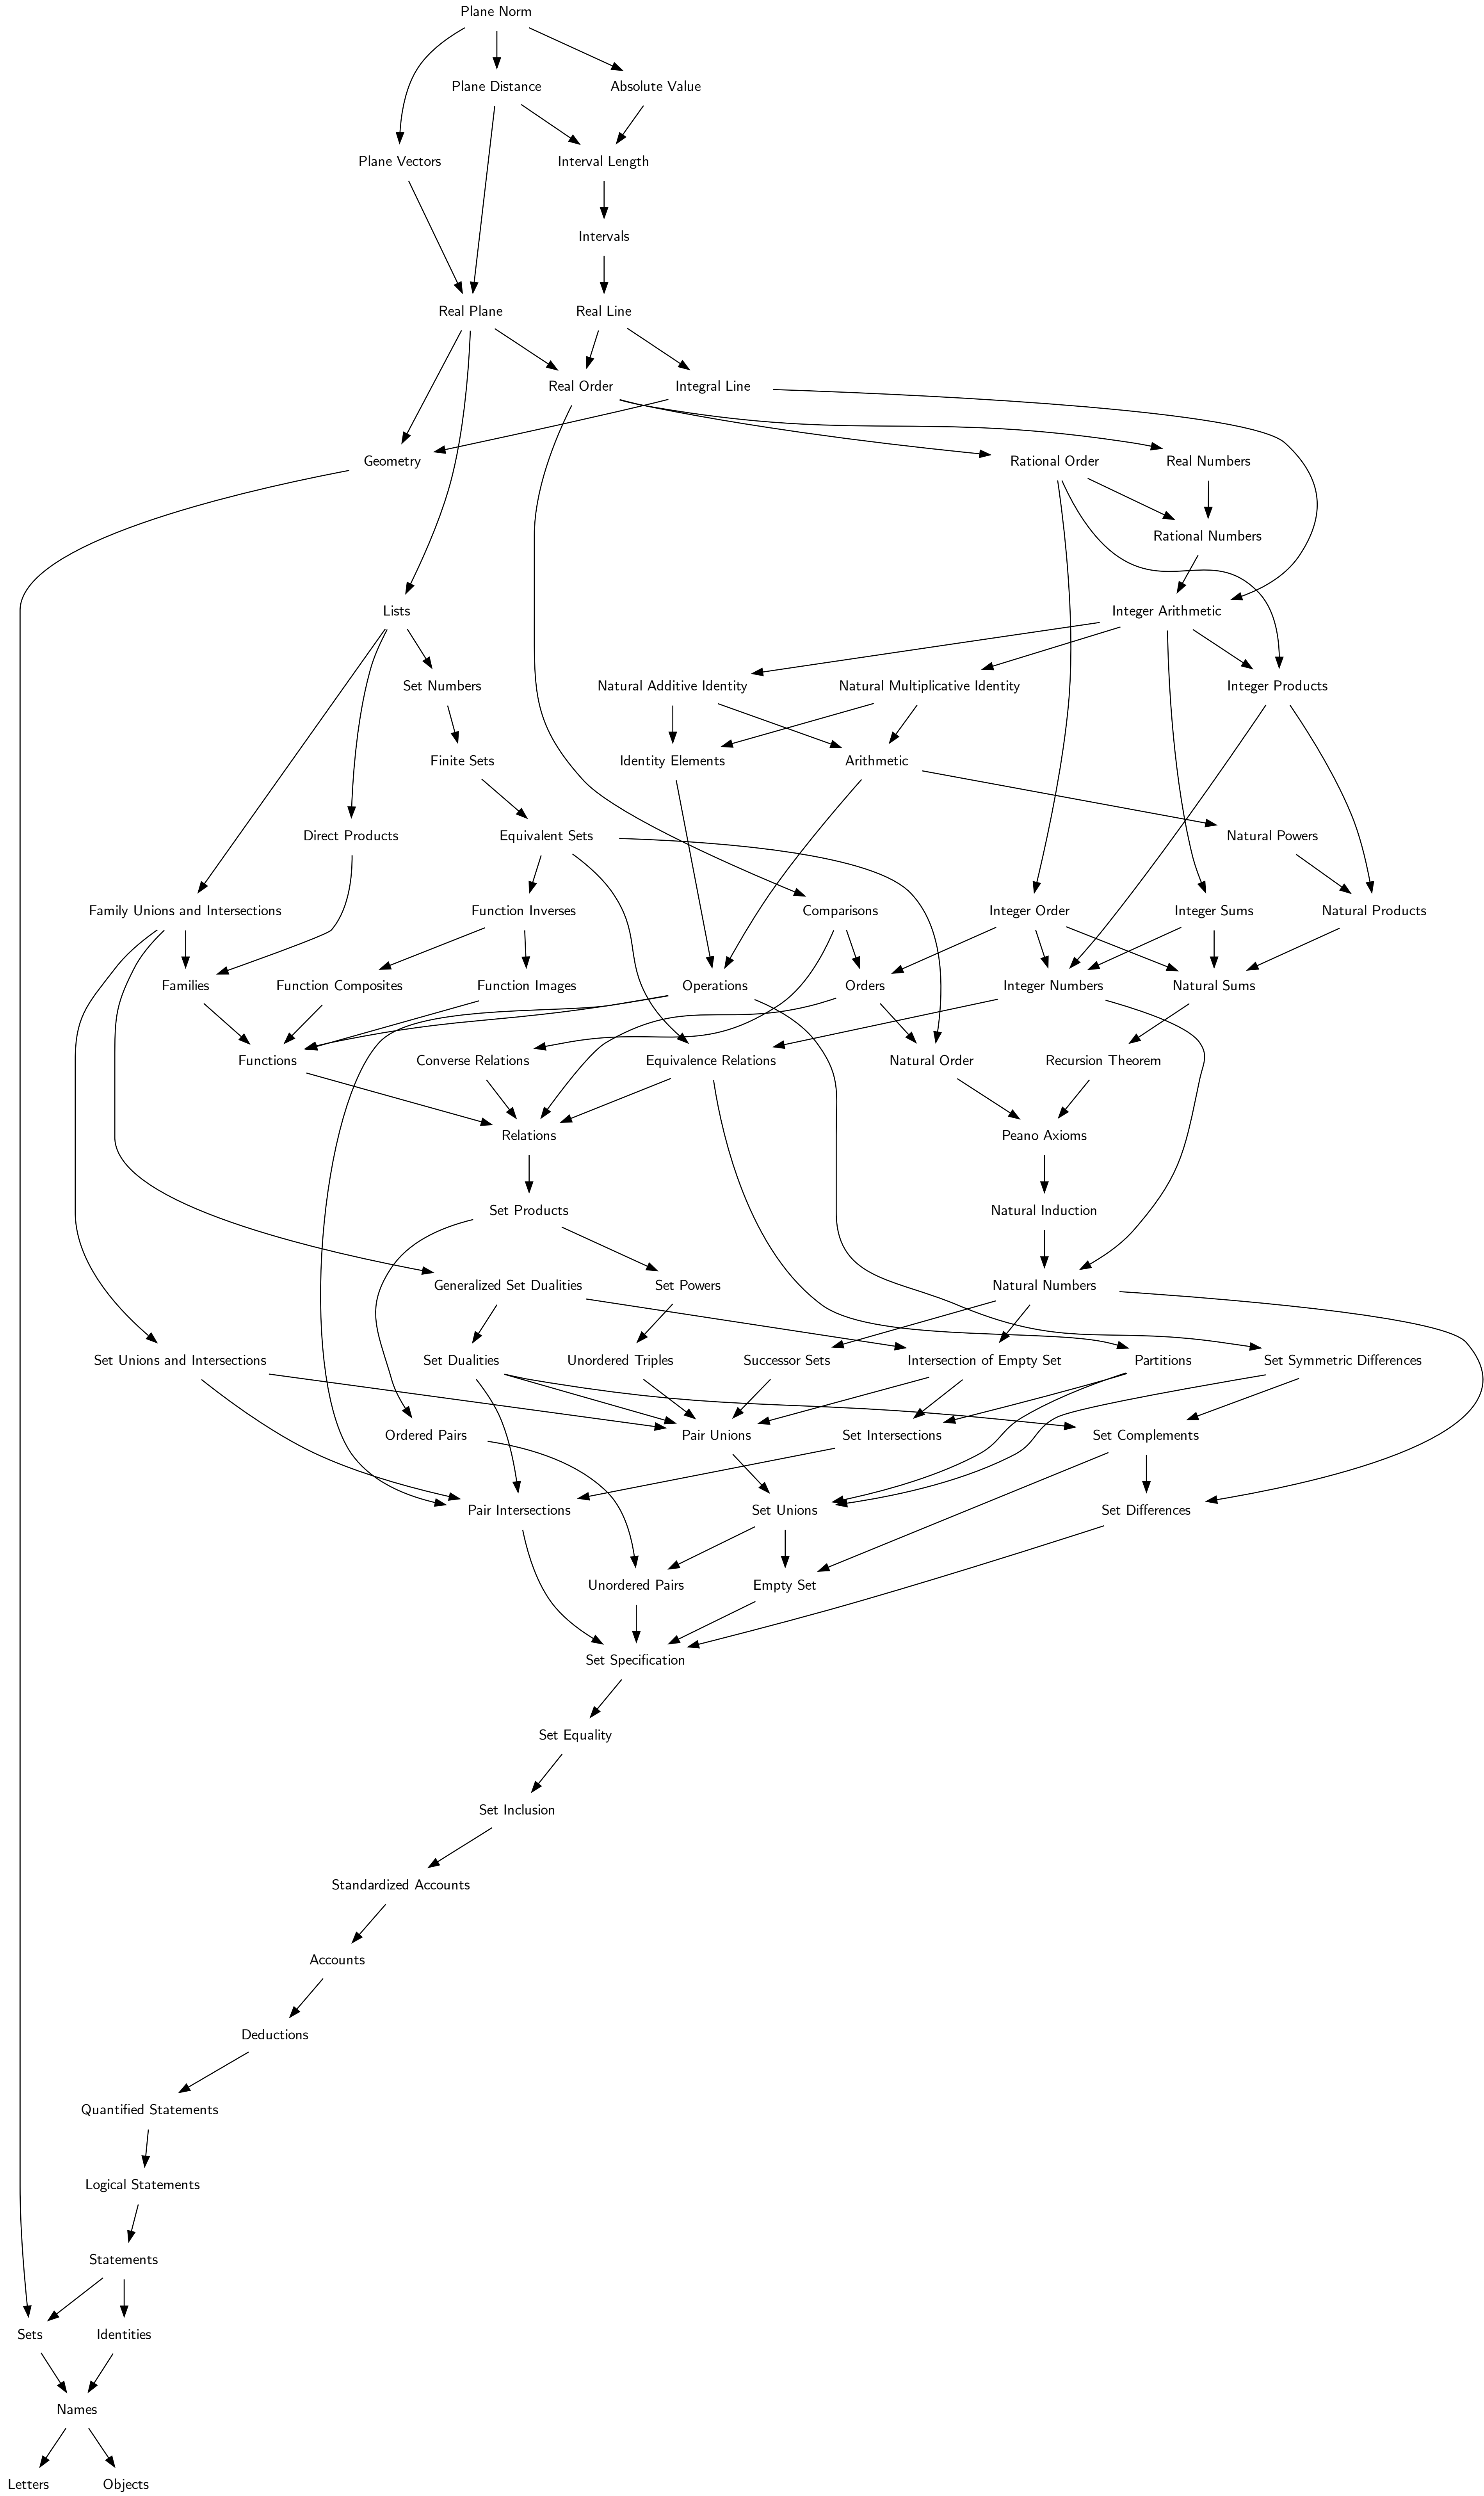 Plane Norm
Plane Distance
Absolute Value
Plane Vectors
Interval Length
Intervals
Real Plane
Real Line
Real Order
Integral Line
Geometry
Rational Order
Real Numbers
Rational Numbers
Lists
Integer Arithmetic
Set Numbers
Natural Additive Identity
Natural Multiplicative Identity
Integer Products
Finite Sets
Identity Elements
Arithmetic
Direct Products
Equivalent Sets
Natural Powers
Family Unions and Intersections
Function Inverses
Comparisons
Integer Order
Integer Sums
Natural Products
Families
Function Composites
Function Images
Operations
Orders
Integer Numbers
Natural Sums
Functions
Converse Relations
Equivalence Relations
Natural Order
Recursion Theorem
Relations
Peano Axioms
Set Products
Natural Induction
Generalized Set Dualities
Set Powers
Natural Numbers
Set Unions and Intersections
Set Dualities
Unordered Triples
Successor Sets
Intersection of Empty Set
Partitions
Set Symmetric Differences
Ordered Pairs
Pair Unions
Set Intersections
Set Complements
Pair Intersections
Set Unions
Set Differences
Unordered Pairs
Empty Set
Set Specification
Set Equality
Set Inclusion
Standardized Accounts
Accounts
Deductions
Quantified Statements
Logical Statements
Statements
Sets
Identities
Names
Letters
Objects